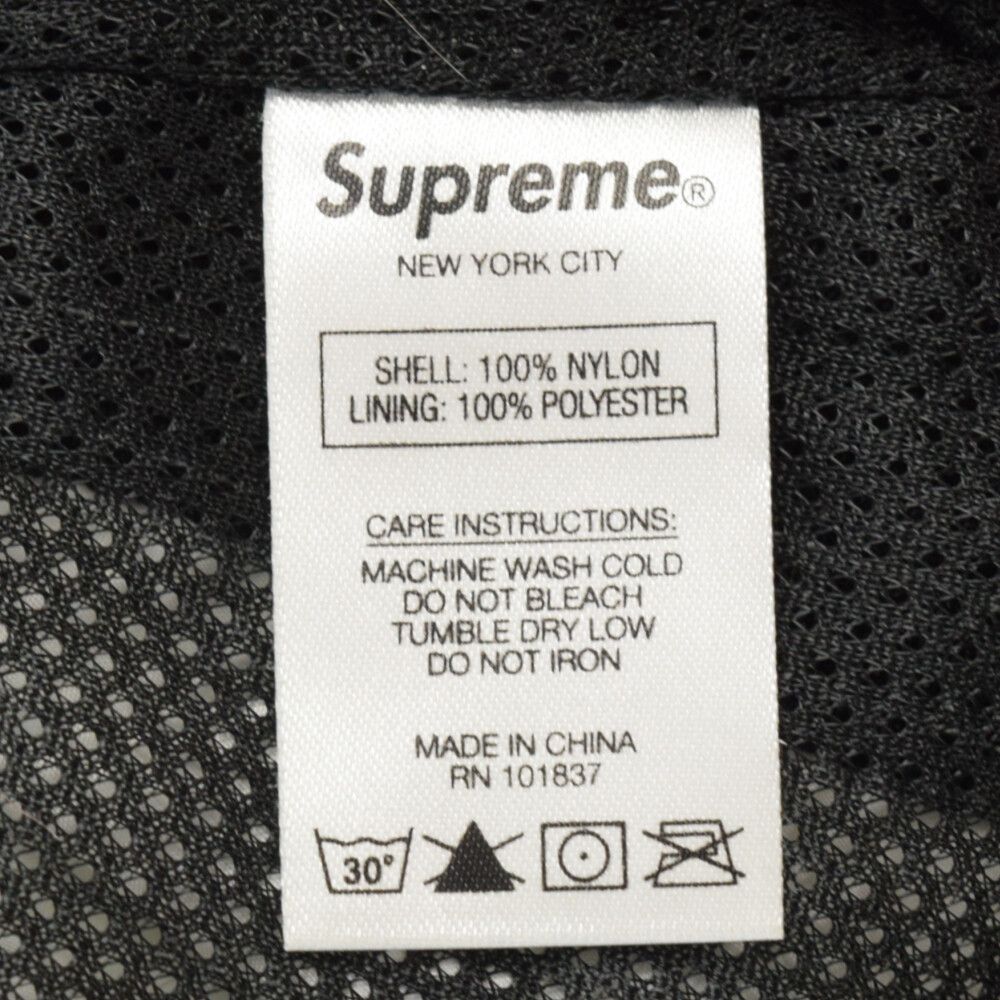 Supreme®
NEW YORK CITY
SHELL: 100% NYLON
LINING: 100% POLYESTER
CARE INSTRUCTIONS:
MACHINE WASH COLD
DO NOT BLEACH
TUMBLE DRY LOW
DO NOT IRON
MADE IN CHINA
RN 101837
30°